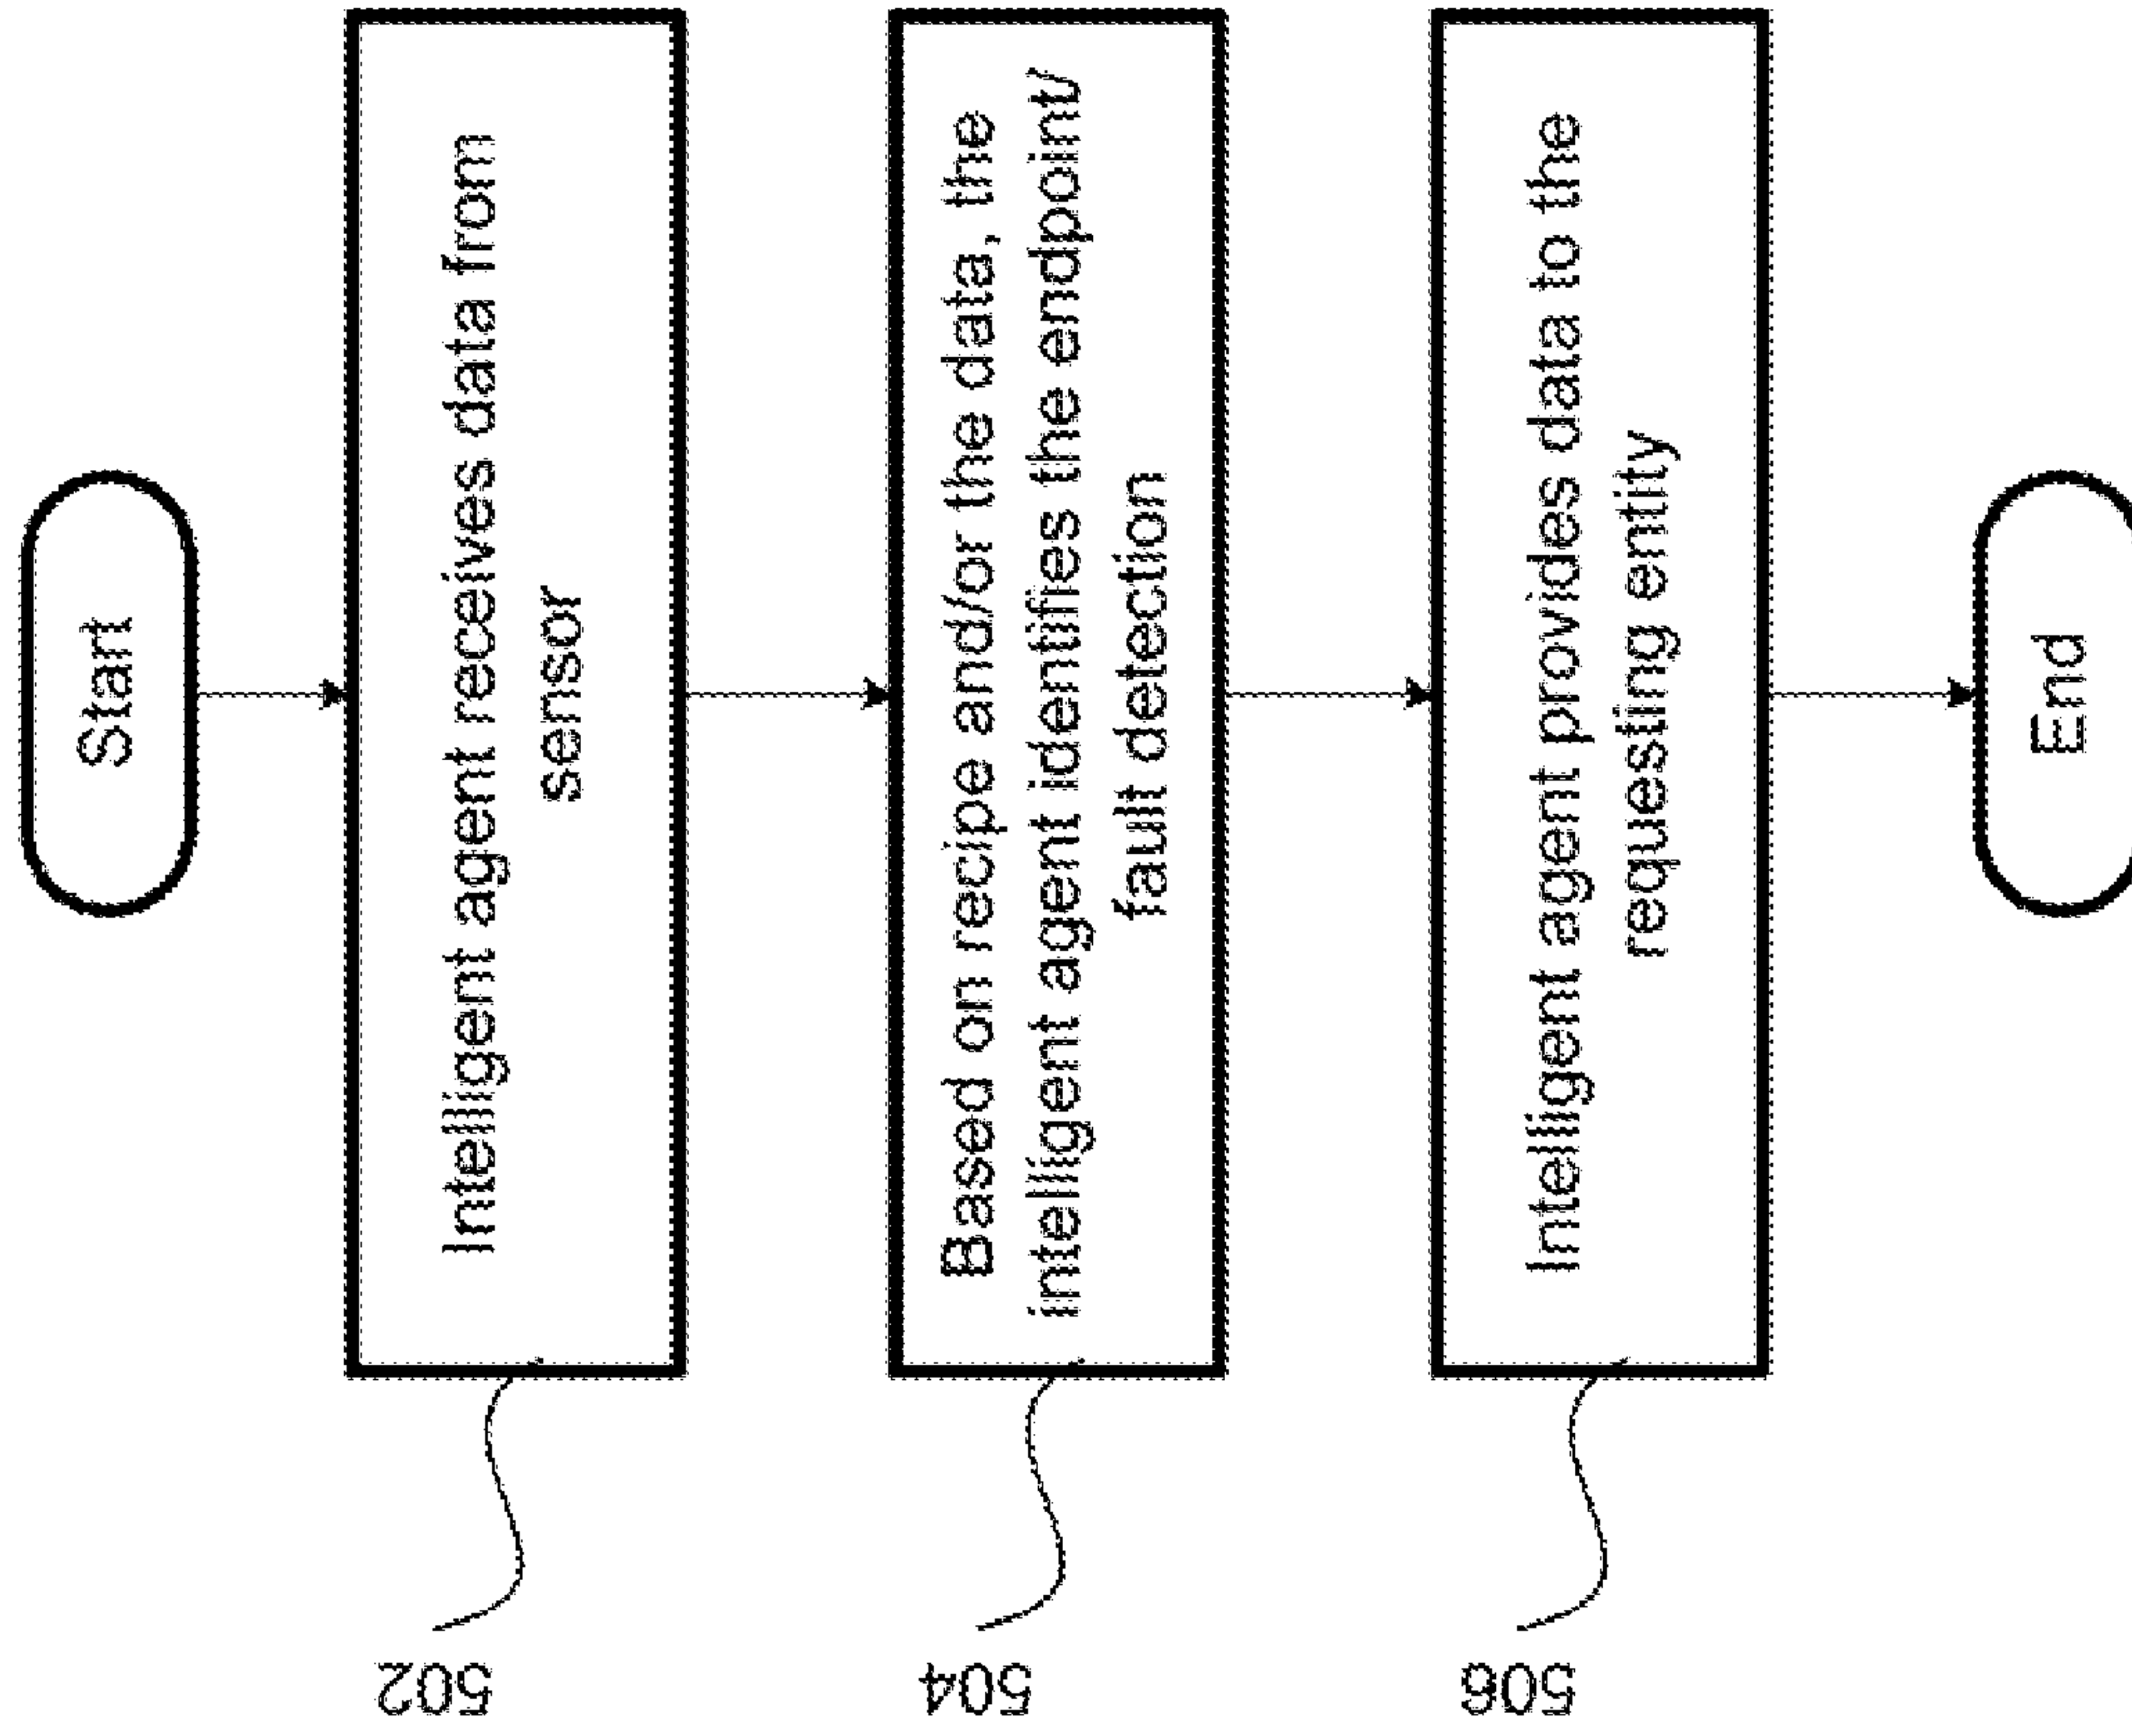 Start
502
Intelligent agent receives data from
sensor
504
Based on recipe and/or the data, the
intelligent agent identifies the endpoint/
fault detection
506
Intelligent agent provides data to the
requesting entity
End